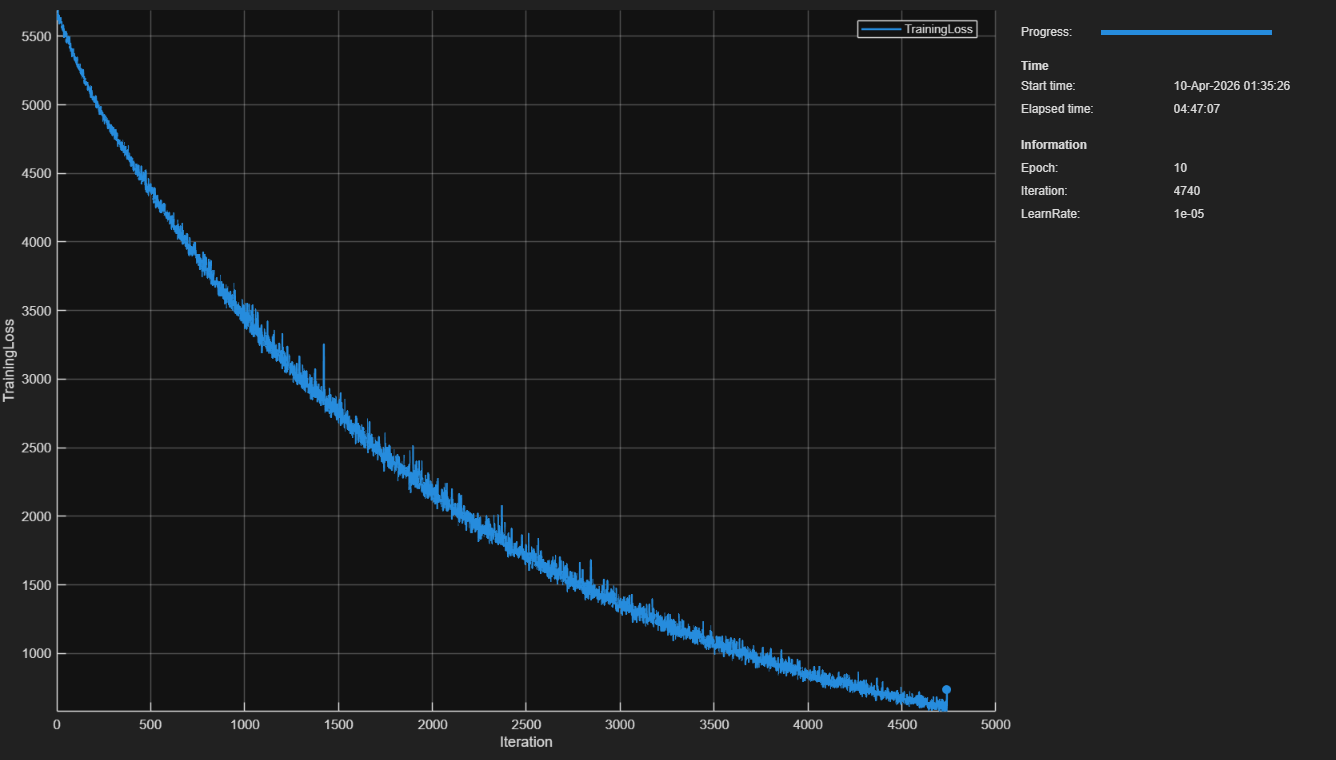 TrainingLoss
Progress:
Time
Start time: 10-Apr-2026 01:35:26
Elapsed time: 04:47:07
Information
Epoch: 10
Iteration: 4740
LearnRate: 1e-05
TrainingLoss
5500
5000
4500
4000
3500
3000
2500
2000
1500
1000
0 500 1000 1500 2000 2500 3000 3500 4000 4500 5000
Iteration